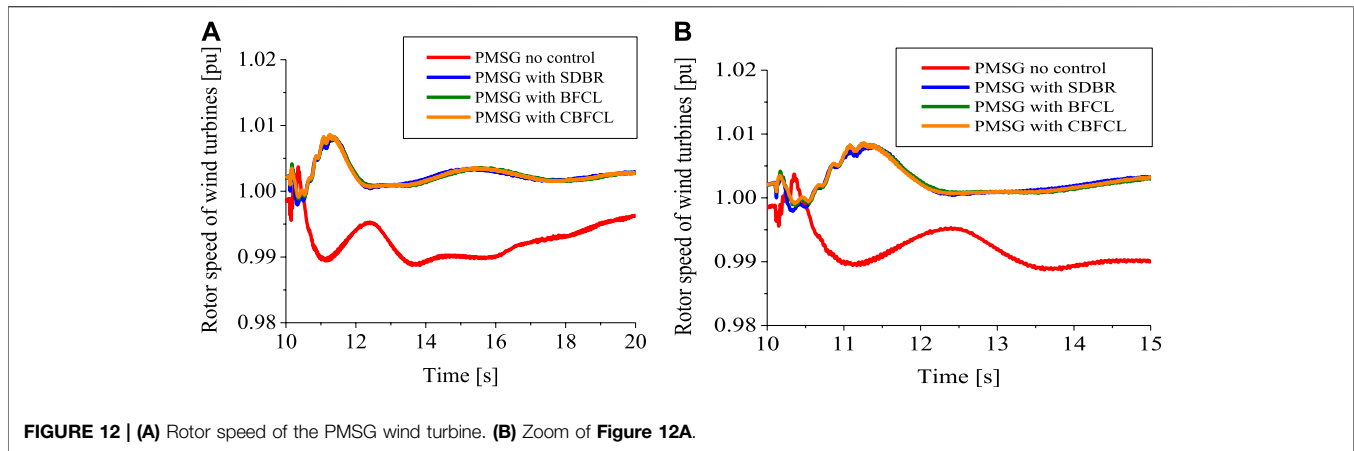 A
Rotor speed of wind turbines [pu]
1.02
1.01
1.00
0.99
0.98
PMSG no control
PMSG with SDBR
PMSG with BFCL
PMSG with CBFCL
10 12 14 16 18 20
Time [s]
B
Rotor speed of wind turbines [pu]
1.02
1.01
1.00
0.99
0.98
PMSG no control
PMSG with SDBR
PMSG with BFCL
PMSG with CBFCL
10 11 12 13 14 15
Time [s]
FIGURE 12 | (A) Rotor speed of the PMSG wind turbine. (B) Zoom of Figure 12A.